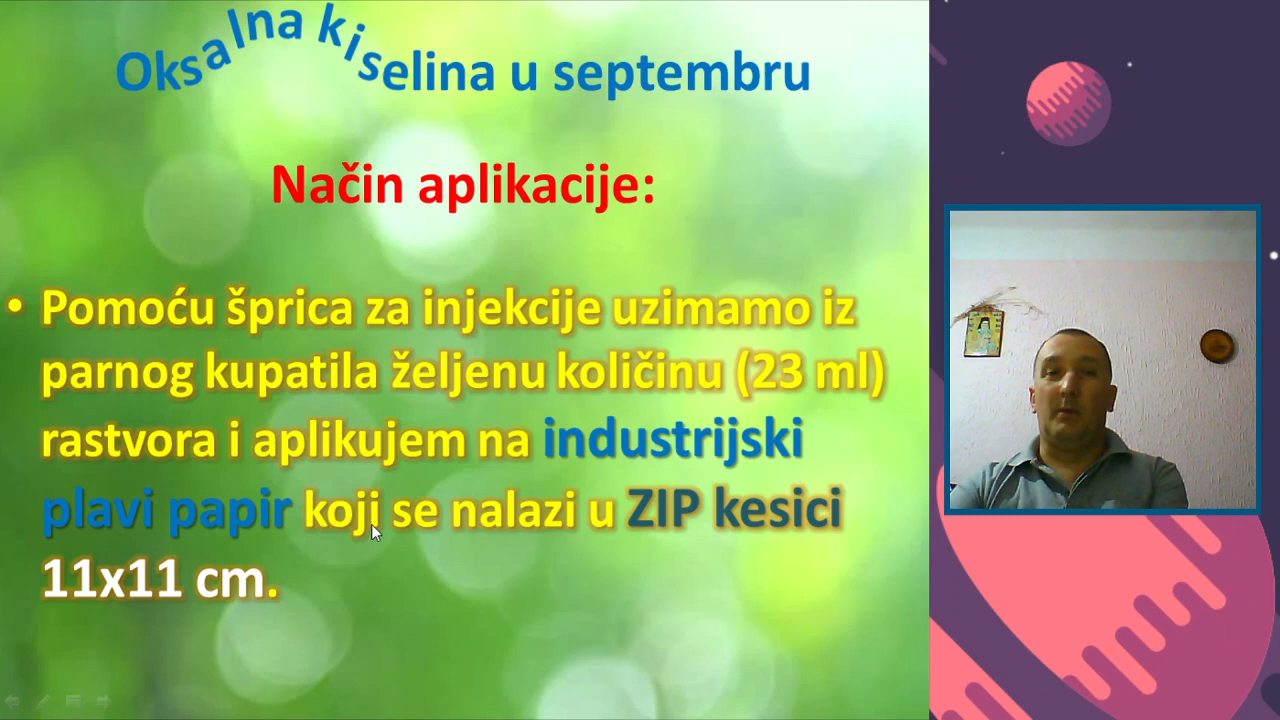 Oksalna kiselina u septembru
Način aplikacije:
• Pomoću šprica za injekcije uzimamo iz
parnog kupatila željenu količinu (23 ml)
rastvora i aplikujem na industrijski
plavi papir koji se nalazi u ZIP kesici
11x11 cm.